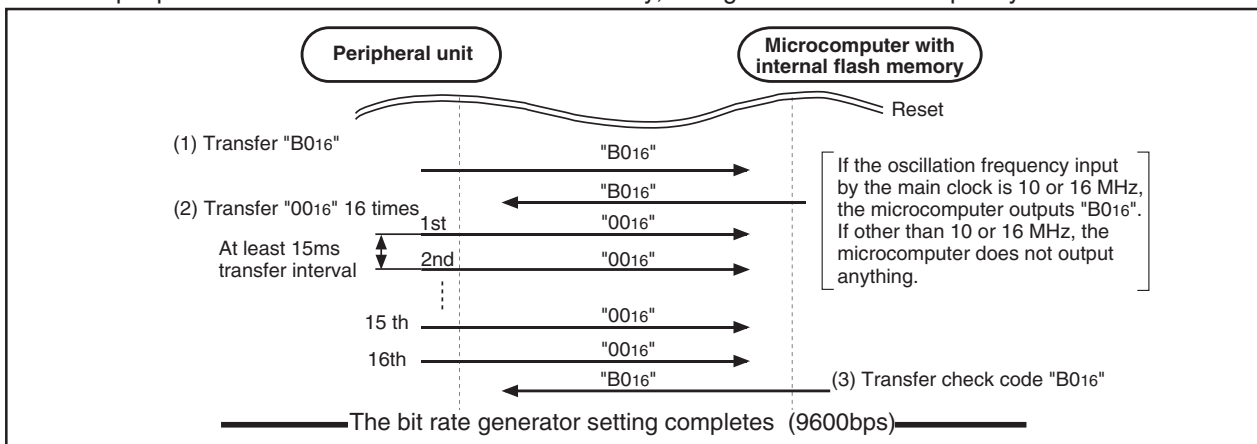 Peripheral unit
Microcomputer with
internal flash memory
Reset
(1) Transfer "B016"
"B016"
"B016"
If the oscillation frequency input
by the main clock is 10 or 16 MHz,
the microcomputer outputs "B016".
If other than 10 or 16 MHz, the
microcomputer does not output
anything.
(2) Transfer "0016" 16 times
1st
"0016"
At least 15ms
transfer interval
2nd
"0016"
15 th
"0016"
16th
"0016"
"B016"
(3) Transfer check code "B016"
The bit rate generator setting completes (9600bps)